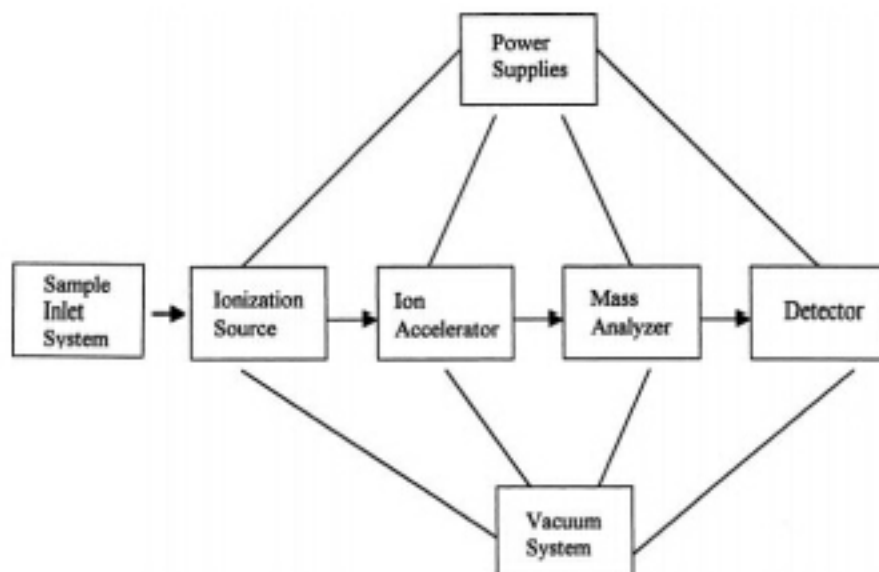 Power
Supplies
Sample
Inlet
System
Ionization
Source
Ion
Accelerator
Mass
Analyzer
Detector
Vacuum
System